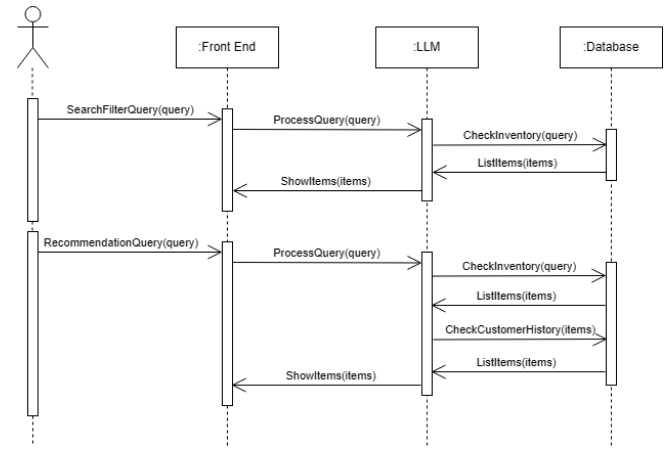 :Front End
:LLM
:Database
SearchFilterQuery(query)
ProcessQuery(query)
CheckInventory(query)
ListItems(items)
ShowItems(items)
RecommendationQuery(query)
ProcessQuery(query)
CheckInventory(query)
ListItems(items)
CheckCustomerHistory(items)
ListItems(items)
ShowItems(items)